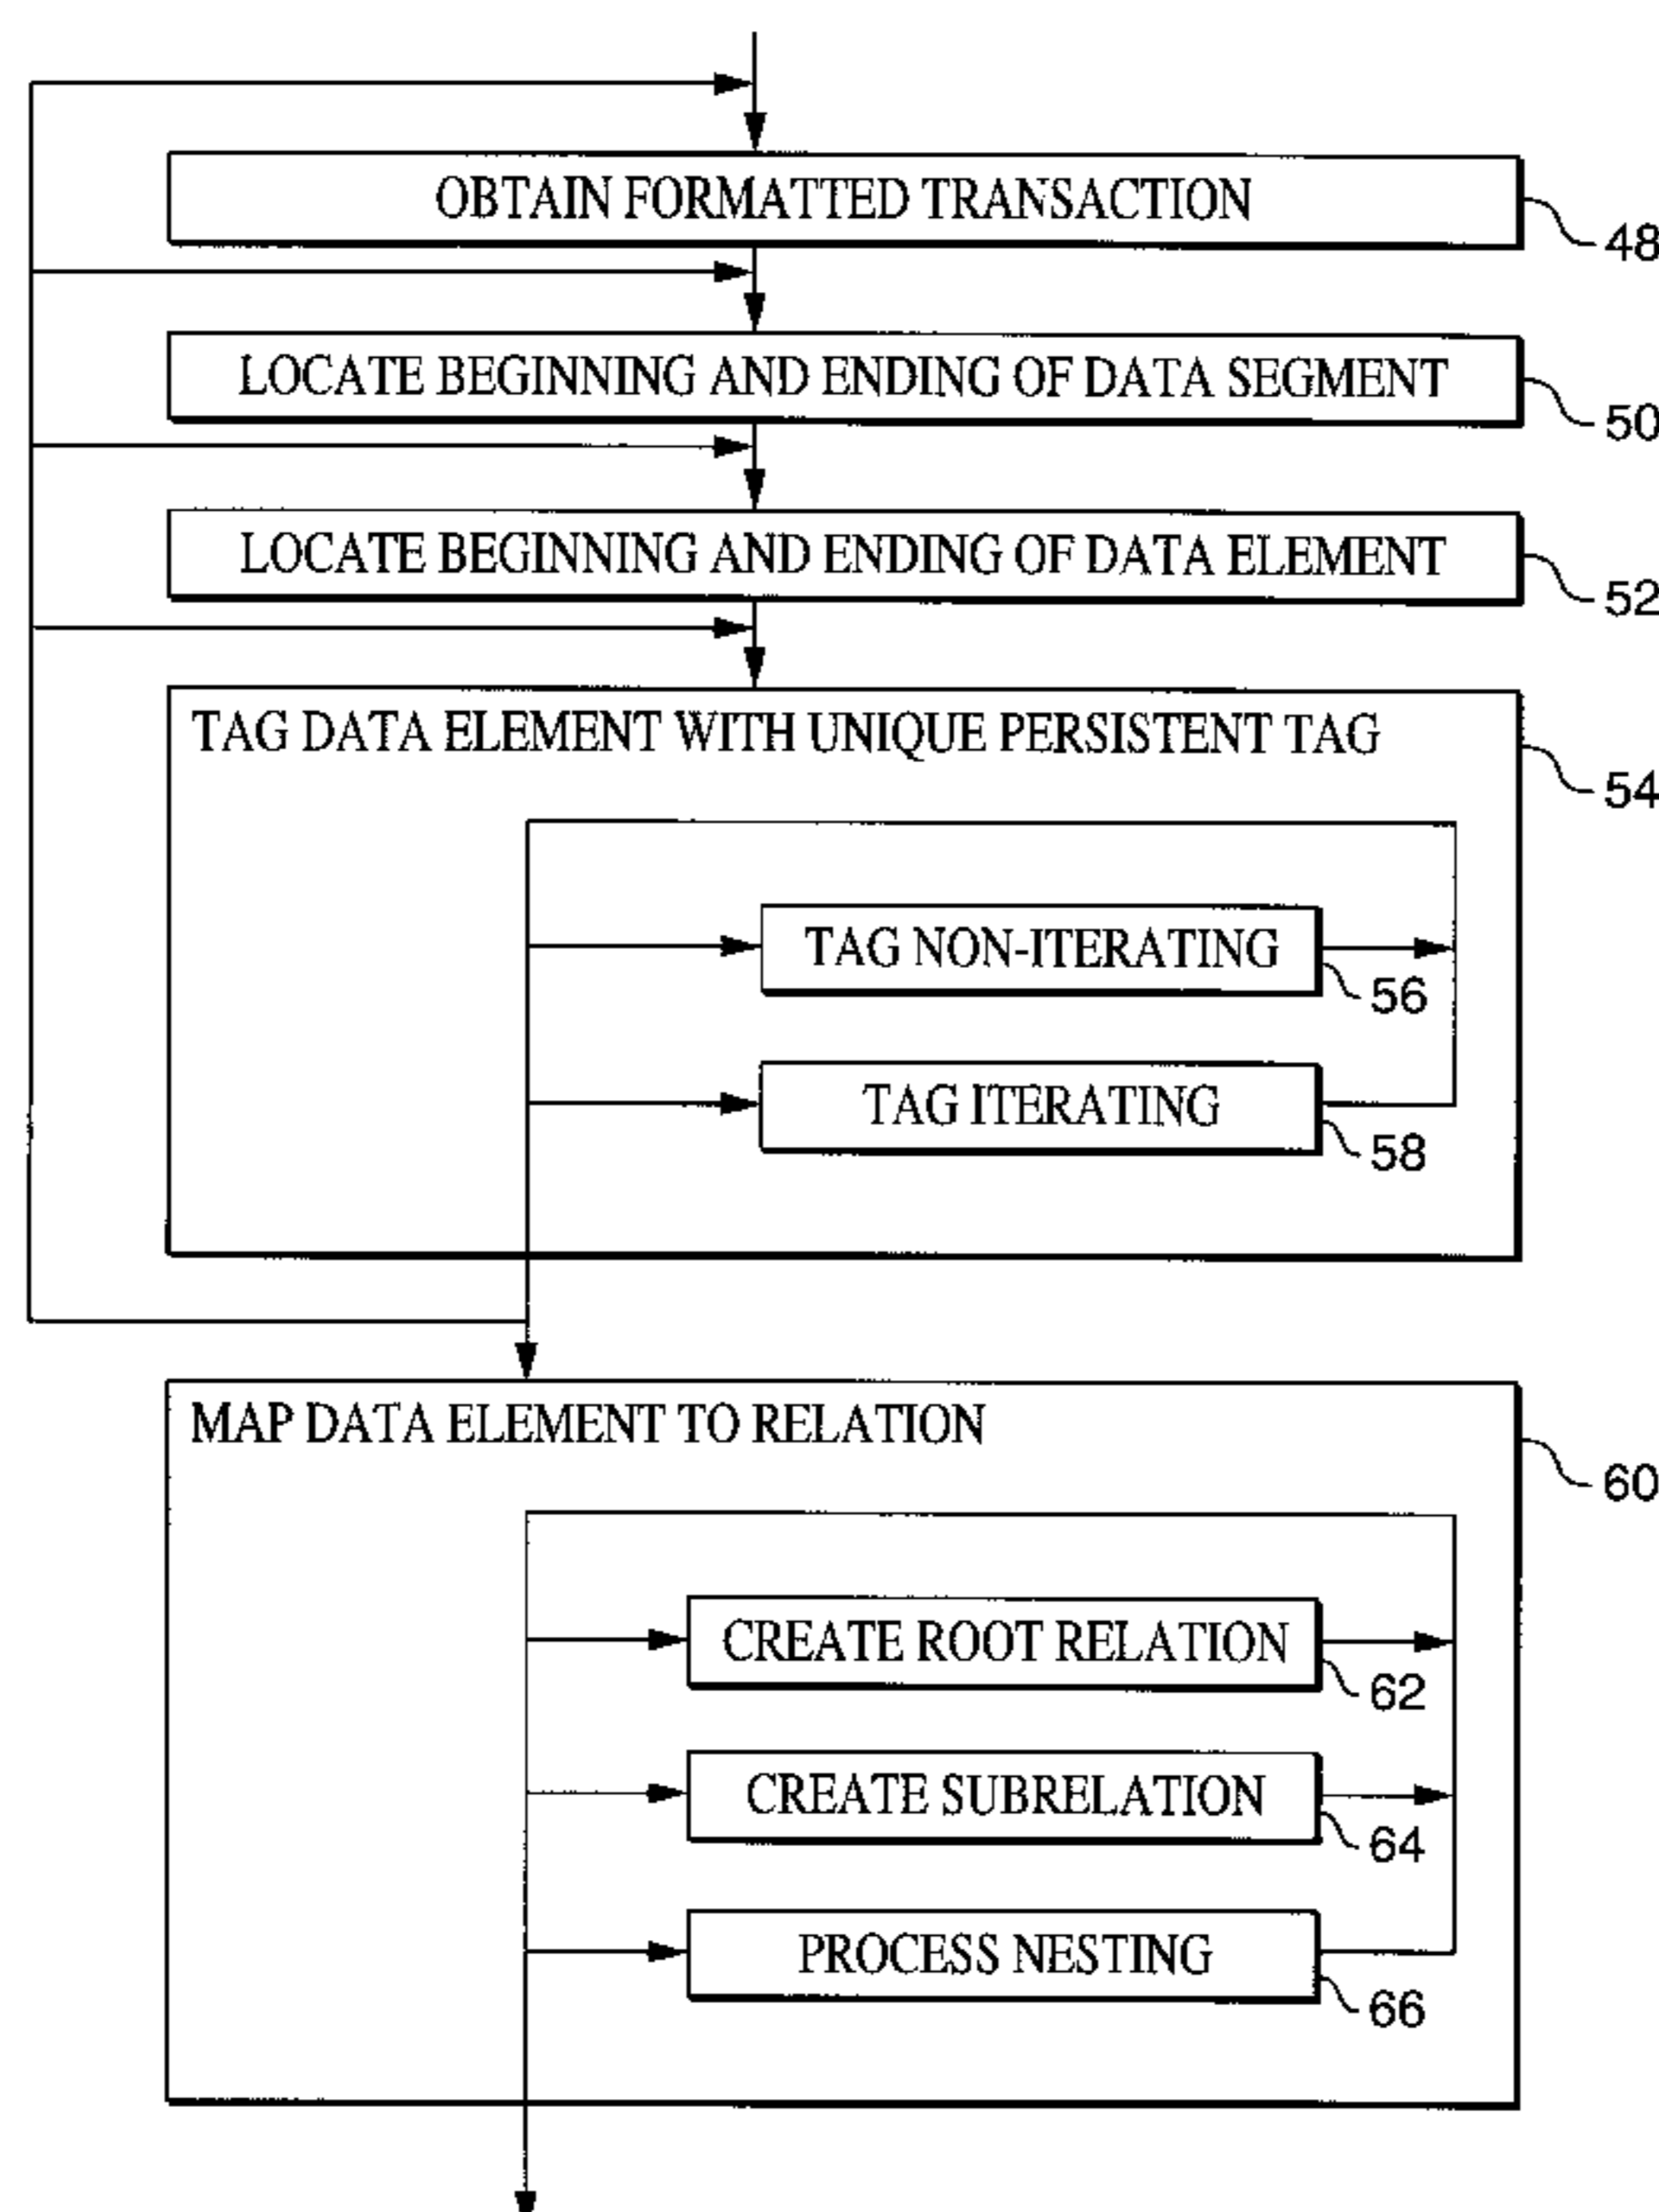 OBTAIN FORMATTED TRANSACTION
48
LOCATE BEGINNING AND ENDING OF DATA SEGMENT
50
LOCATE BEGINNING AND ENDING OF DATA ELEMENT
52
TAG DATA ELEMENT WITH UNIQUE PERSISTENT TAG
54
TAG NON-ITERATING
56
TAG ITERATING
58
MAP DATA ELEMENT TO RELATION
60
CREATE ROOT RELATION
62
CREATE SUBRELATION
64
PROCESS NESTING
66